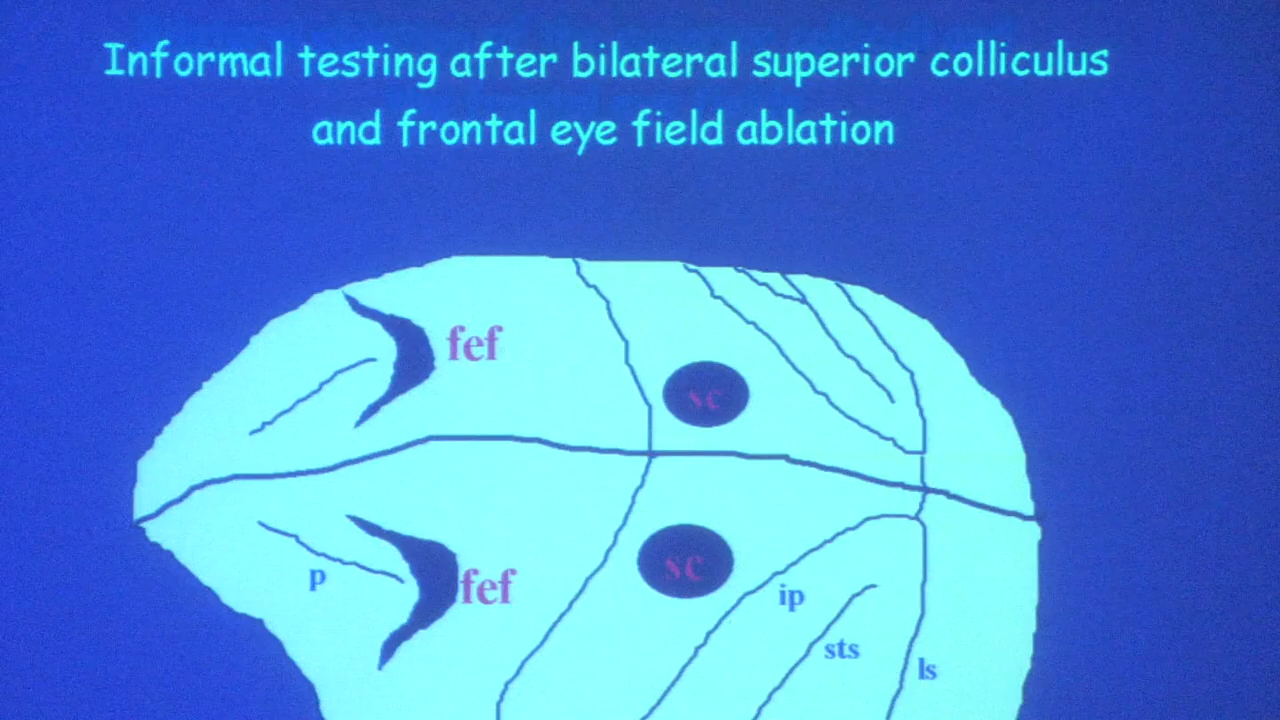 Informal testing after bilateral superior colliculus
and frontal eye field ablation
fef
sc
p
fef
sc
ip
sts
ls